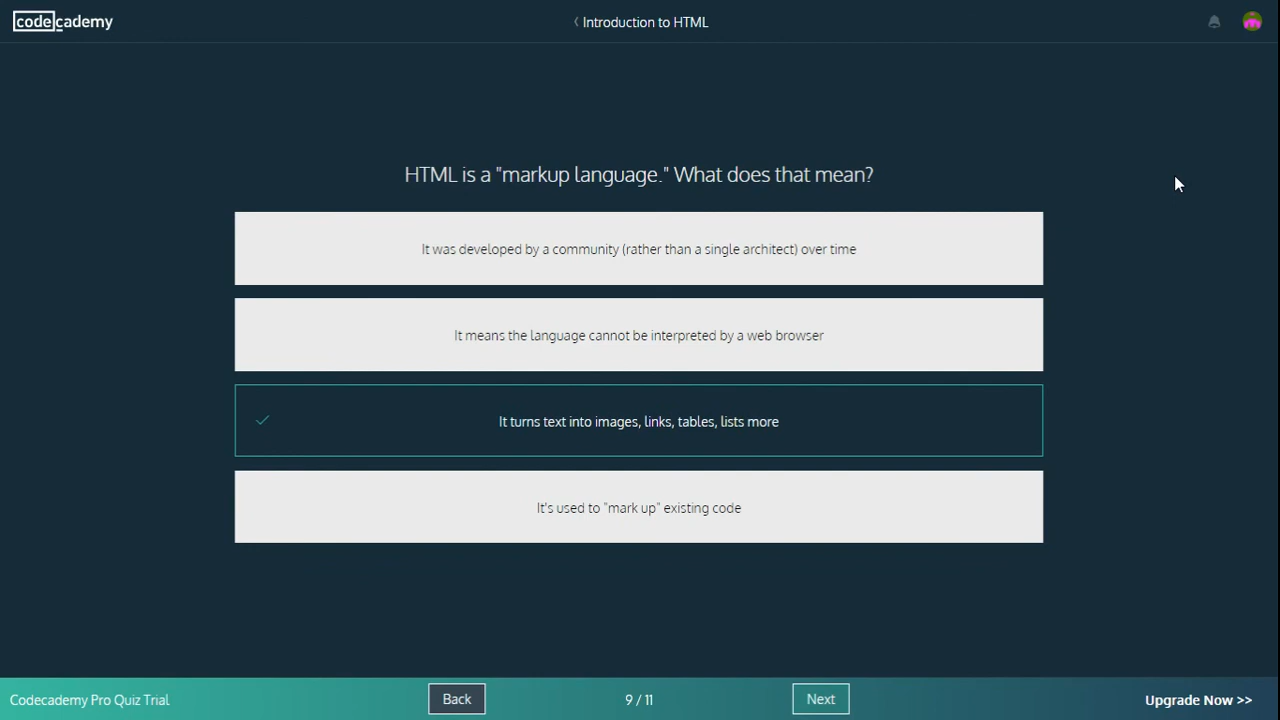 codecademy
Introduction to HTML
HTML is a "markup language." What does that mean?
It was developed by a community (rather than a single architect) over time
It means the language cannot be interpreted by a web browser
It turns text into images, links, tables, lists more
It's used to "mark up" existing code
Codecademy Pro Quiz Trial
Back
9 / 11
Next
Upgrade Now >>